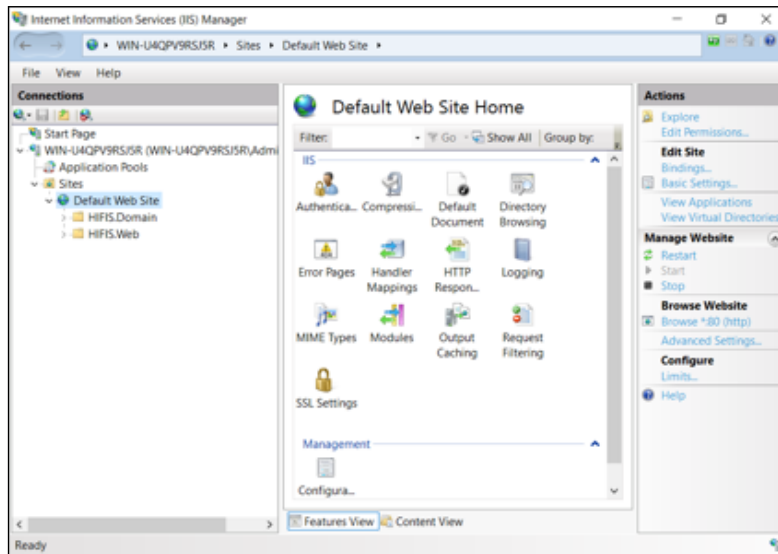 Internet Information Services (IIS) Manager
WIN-U4QPV9RSJ5R Sites Default Web Site
File View Help
Connections
Start Page
WIN-U4QPV9RSJ5R (WIN-U4QPV9RSJ5R\Admi
Application Pools
Sites
Default Web Site
HIFIS.Domain
HIFIS.Web
Default Web Site Home
Filter: Go Show All Group by:
IIS
Authentica... Compressi... Default Document Directory Browsing
Error Pages Handler Mappings HTTP Respon... Logging
MIME Types Modules Output Caching Request Filtering
SSL Settings
Management
Configura...
Features View Content View
Actions
Explore
Edit Permissions...
Edit Site
Bindings...
Basic Settings...
View Applications
View Virtual Directories
Manage Website
Restart
Start
Stop
Browse Website
Browse *:80 (http)
Advanced Settings...
Configure
Limits...
Help
Ready